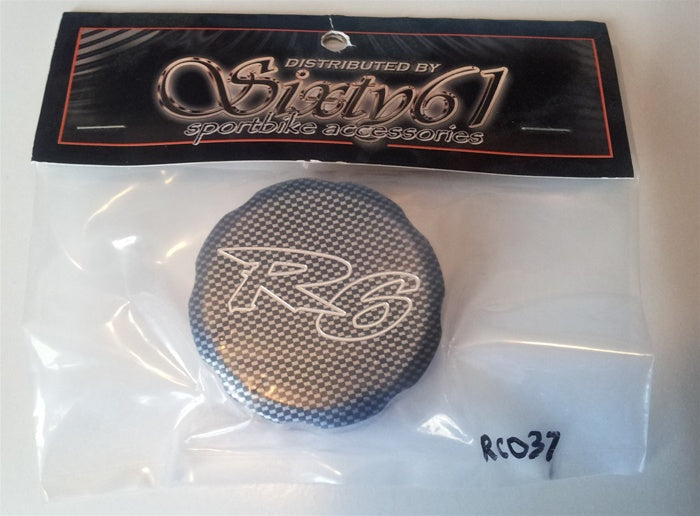 DISTRIBUTED BY
Sixty61
sportbike accessories
R6
RC037